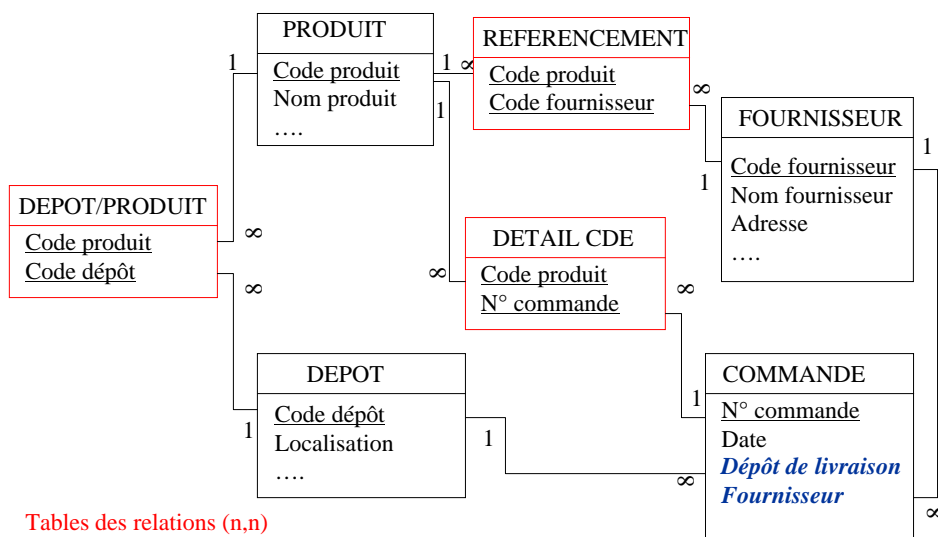 PRODUIT
Code produit
Nom produit
….
REFERENCEMENT
Code produit
Code fournisseur
FOURNISSEUR
Code fournisseur
Nom fournisseur
Adresse
….
DEPOT/PRODUIT
Code produit
Code dépôt
DETAIL CDE
Code produit
N° commande
DEPOT
Code dépôt
Localisation
….
COMMANDE
N° commande
Date
Dépôt de livraison
Fournisseur
1
1
∞
1
∞
1
1
∞
∞
∞
∞
1
1
1
∞
∞
Tables des relations (n,n)